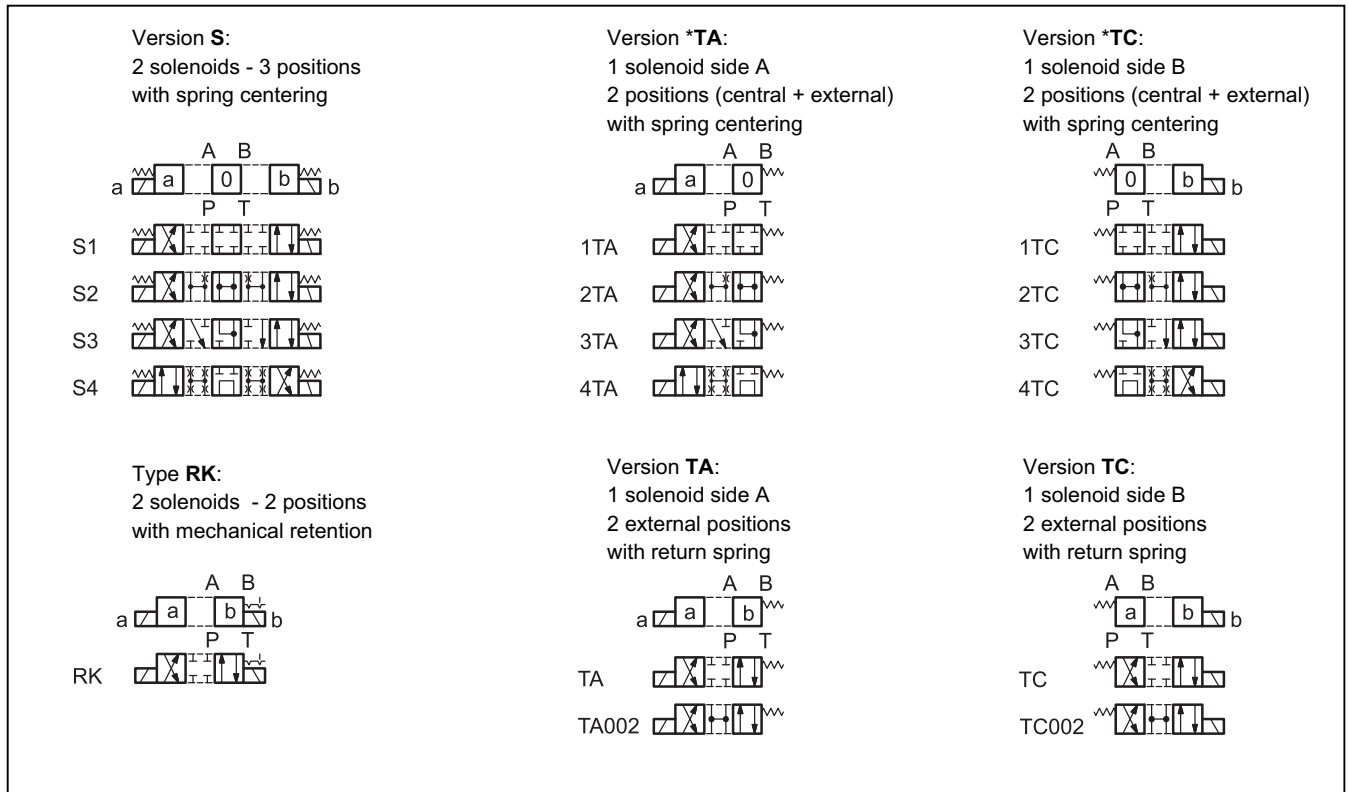 Version S:
2 solenoids - 3 positions
with spring centering
A B
a a 0 b b
P T
S1
S2
S3
S4
Version *TA:
1 solenoid side A
2 positions (central + external)
with spring centering
A B
a a 0
P T
1TA
2TA
3TA
4TA
Version *TC:
1 solenoid side B
2 positions (central + external)
with spring centering
A B
0 b b
P T
1TC
2TC
3TC
4TC
Type RK:
2 solenoids - 2 positions
with mechanical retention
A B
a a b b
P T
RK
Version TA:
1 solenoid side A
2 external positions
with return spring
A B
a a b
P T
TA
TA002
Version TC:
1 solenoid side B
2 external positions
with return spring
A B
a b b
P T
TC
TC002